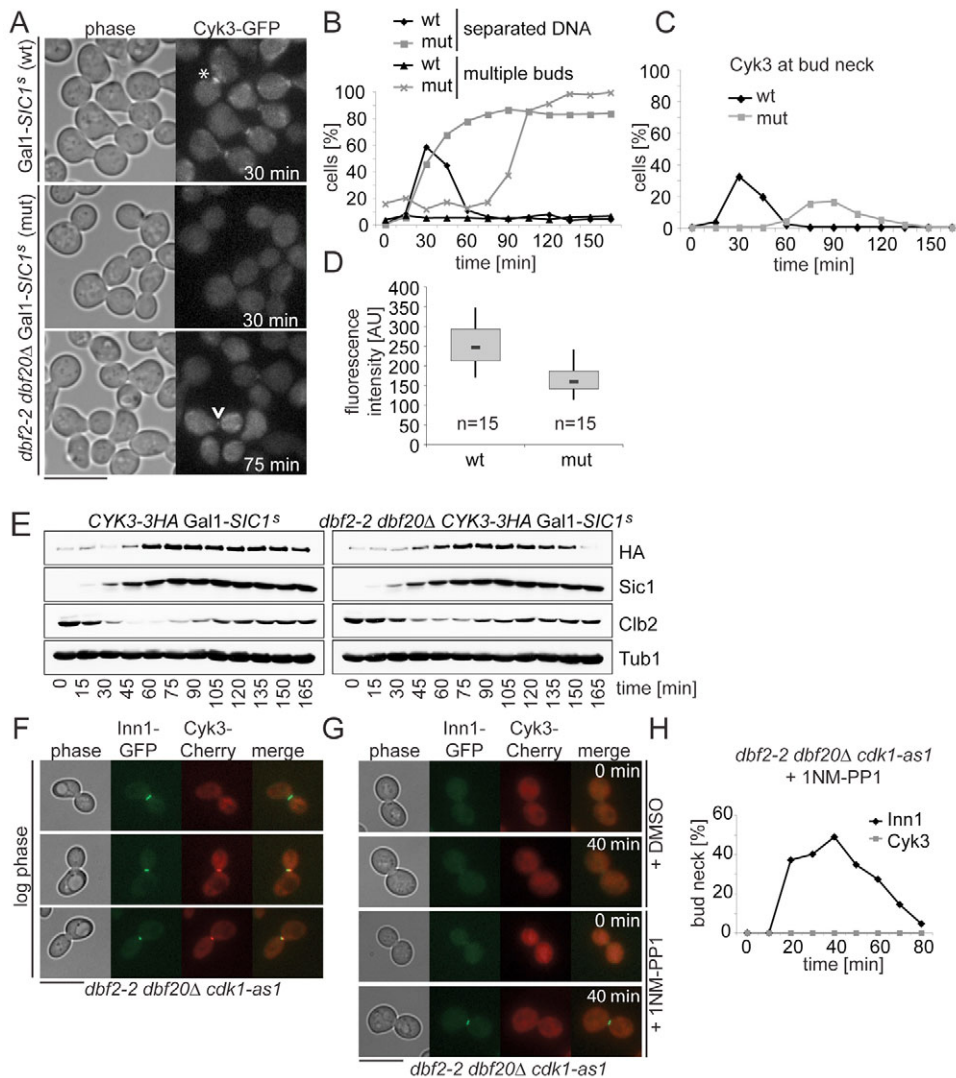 A
phase
Cyk3-GFP
Gal1-SIC1ˢ (wt)
*
30 min
dbf2-2 dbf20Δ Gal1-SIC1ˢ (mut)
30 min
v
75 min
B
wt
mut
separated DNA
wt
mut
multiple buds
cells [%]
100
80
60
40
20
0
0 30 60 90 120 150
time [min]
C
Cyk3 at bud neck
wt
mut
cells [%]
100
80
60
40
20
0
0 30 60 90 120 150
time [min]
D
fluorescence
intensity [AU]
400
350
300
250
200
150
100
50
0
n=15 n=15
wt mut
E
CYK3-3HA Gal1-SIC1ˢ
dbf2-2 dbf20Δ CYK3-3HA Gal1-SIC1ˢ
HA
Sic1
Clb2
Tub1
0 15 30 45 60 75 90 105 120 135 150 165
0 15 30 45 60 75 90 105 120 135 150 165
time [min]
F
phase
Inn1-
GFP
Cyk3-
Cherry
merge
log phase
dbf2-2 dbf20Δ cdk1-as1
G
phase
Inn1-
GFP
Cyk3-
Cherry
merge
0 min
40 min
+ DMSO
0 min
40 min
+ 1NM-PP1
dbf2-2 dbf20Δ cdk1-as1
H
dbf2-2 dbf20Δ cdk1-as1
+ 1NM-PP1
Inn1
Cyk3
bud neck [%]
60
40
20
0
0 20 40 60 80
time [min]